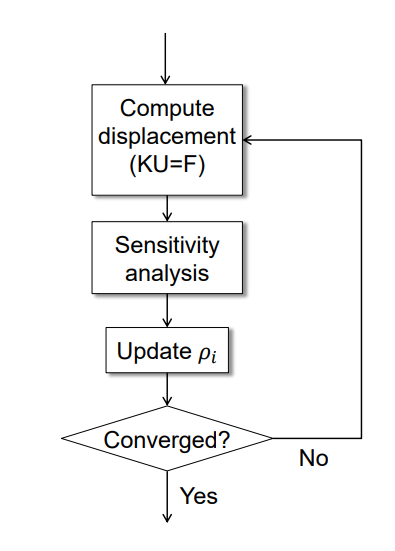 Compute
displacement
(KU=F)
Sensitivity
analysis
Update ρᵢ
Converged?
No
Yes